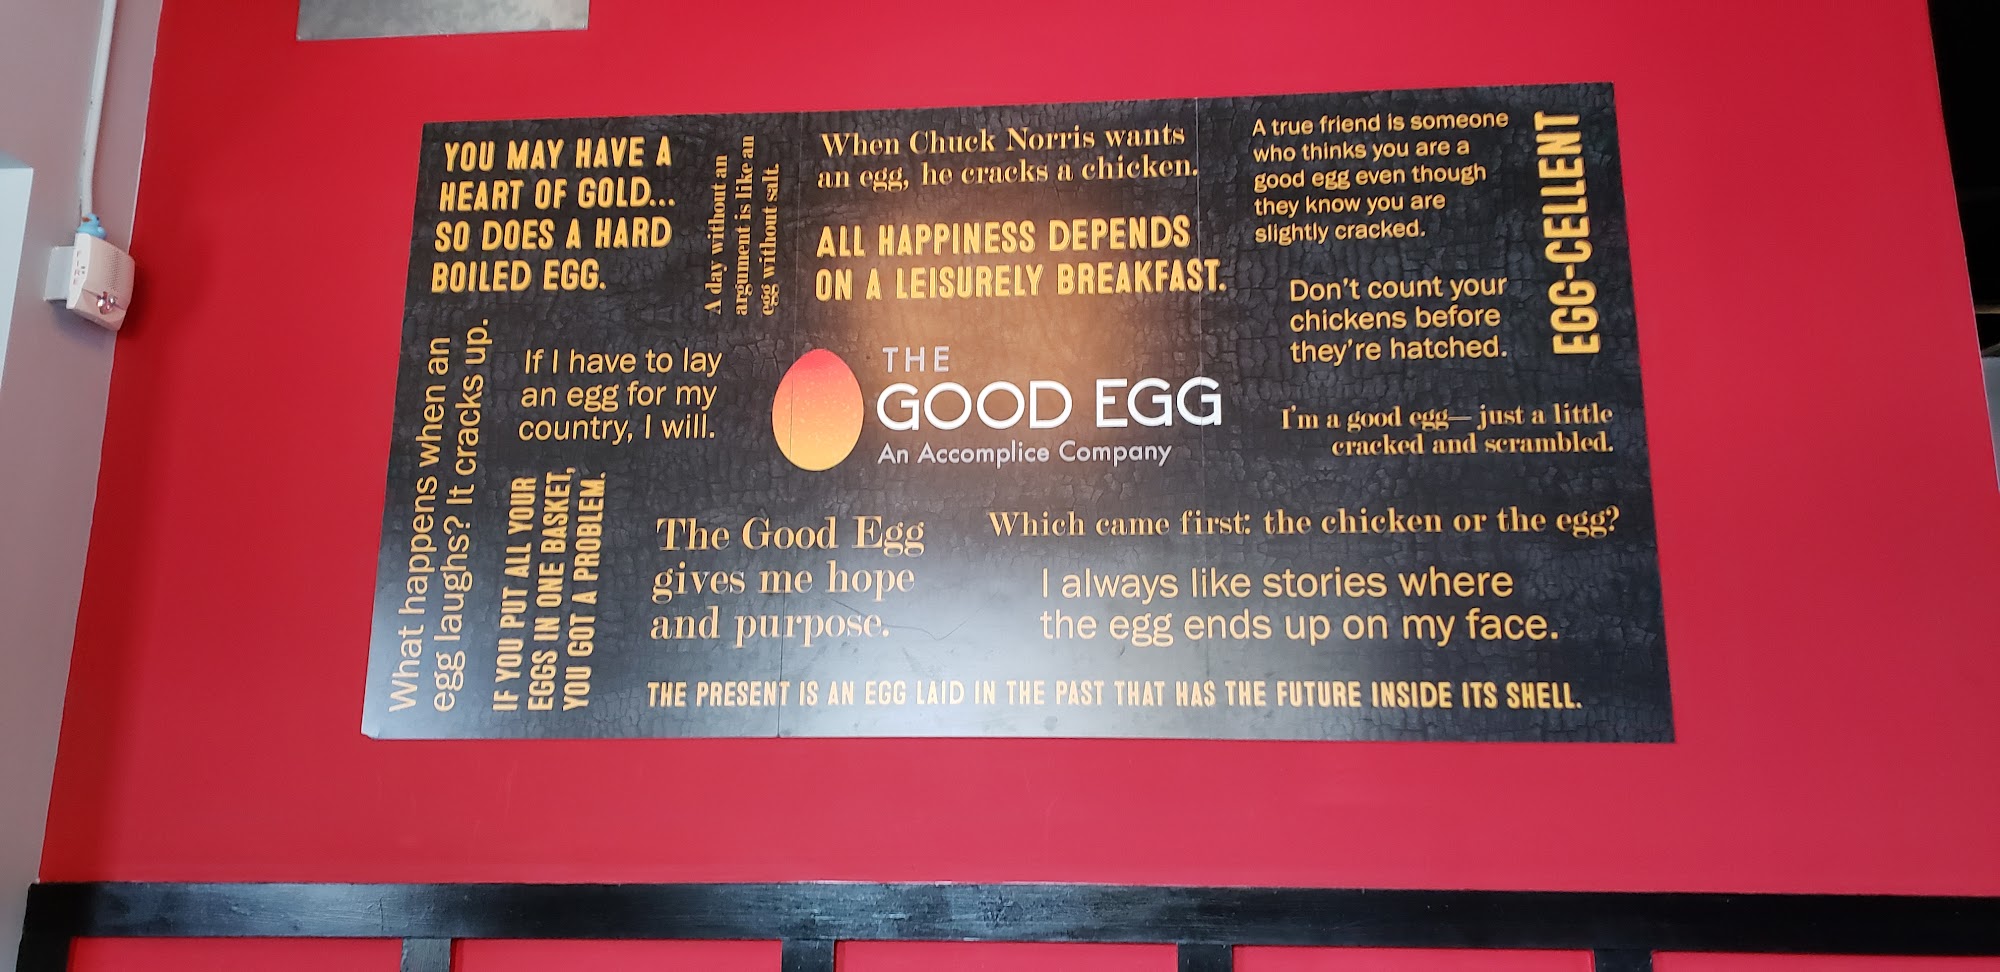 YOU MAY HAVE A
HEART OF GOLD...
SO DOES A HARD
BOILED EGG.
A day without an
argument is like an
egg without salt.
When Chuck Norris wants
an egg, he cracks a chicken.
ALL HAPPINESS DEPENDS
ON A LEISURELY BREAKFAST.
A true friend is someone
who thinks you are a
good egg even though
they know you are
slightly cracked.
EGG-CELLENT
Don't count your
chickens before
they're hatched.
What happens when an
egg laughs? It cracks up.
If I have to lay
an egg for my
country, I will.
THE
GOOD EGG
An Accomplice Company
I'm a good egg—just a little
cracked and scrambled.
IF YOU PUT ALL YOUR
EGGS IN ONE BASKET,
YOU GOT A PROBLEM.
The Good Egg
gives me hope
and purpose.
Which came first: the chicken or the egg?
I always like stories where
the egg ends up on my face.
THE PRESENT IS AN EGG LAID IN THE PAST THAT HAS THE FUTURE INSIDE ITS SHELL.